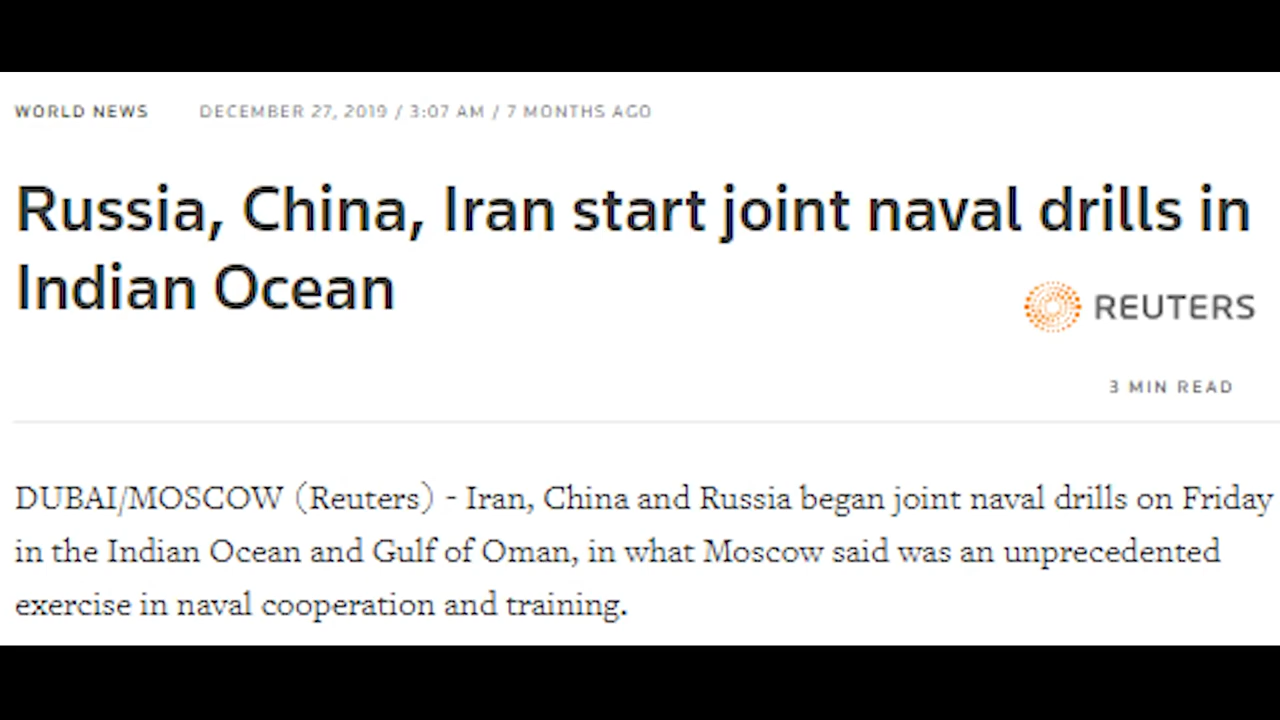 WORLD NEWS DECEMBER 27, 2019 / 3:07 AM / 7 MONTHS AGO
Russia, China, Iran start joint naval drills in
Indian Ocean
REUTERS
3 MIN READ
DUBAI/MOSCOW (Reuters) - Iran, China and Russia began joint naval drills on Friday
in the Indian Ocean and Gulf of Oman, in what Moscow said was an unprecedented
exercise in naval cooperation and training.